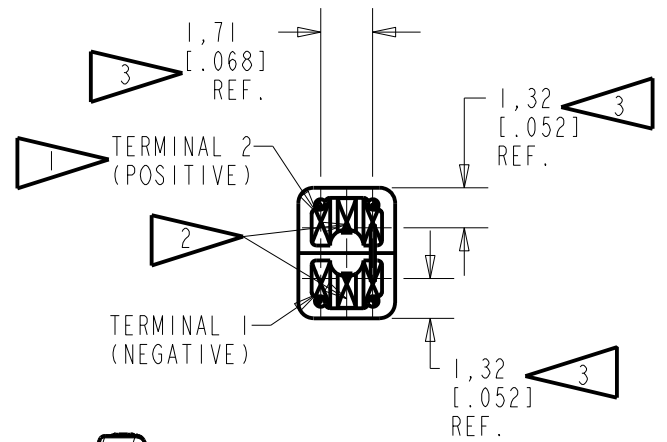 1,71
[.068]
REF.
3
1,32
[.052]
REF.
3
1
TERMINAL 2
(POSITIVE)
2
TERMINAL 1
(NEGATIVE)
1,32
[.052]
REF.
3